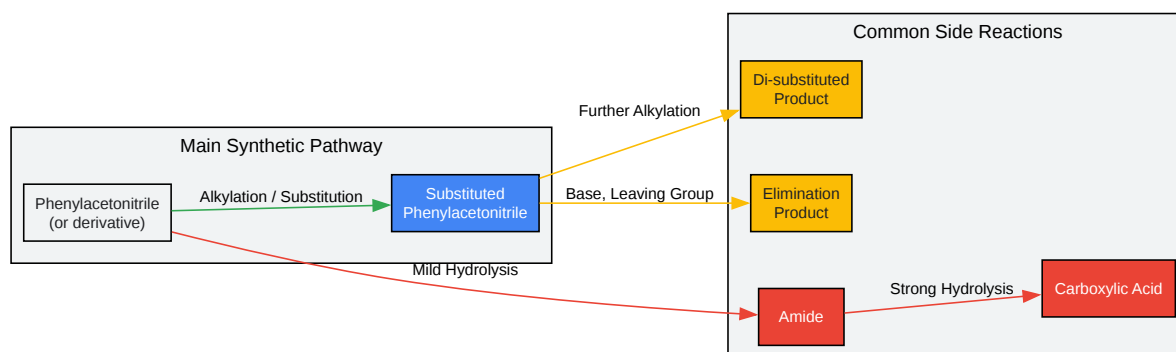 Common Side Reactions
Di-substituted
Product
Further Alkylation
Main Synthetic Pathway
Phenylacetonitrile
(or derivative)
Alkylation / Substitution
Substituted
Phenylacetonitrile
Base, Leaving Group
Elimination
Product
Mild Hydrolysis
Amide
Strong Hydrolysis
Carboxylic Acid